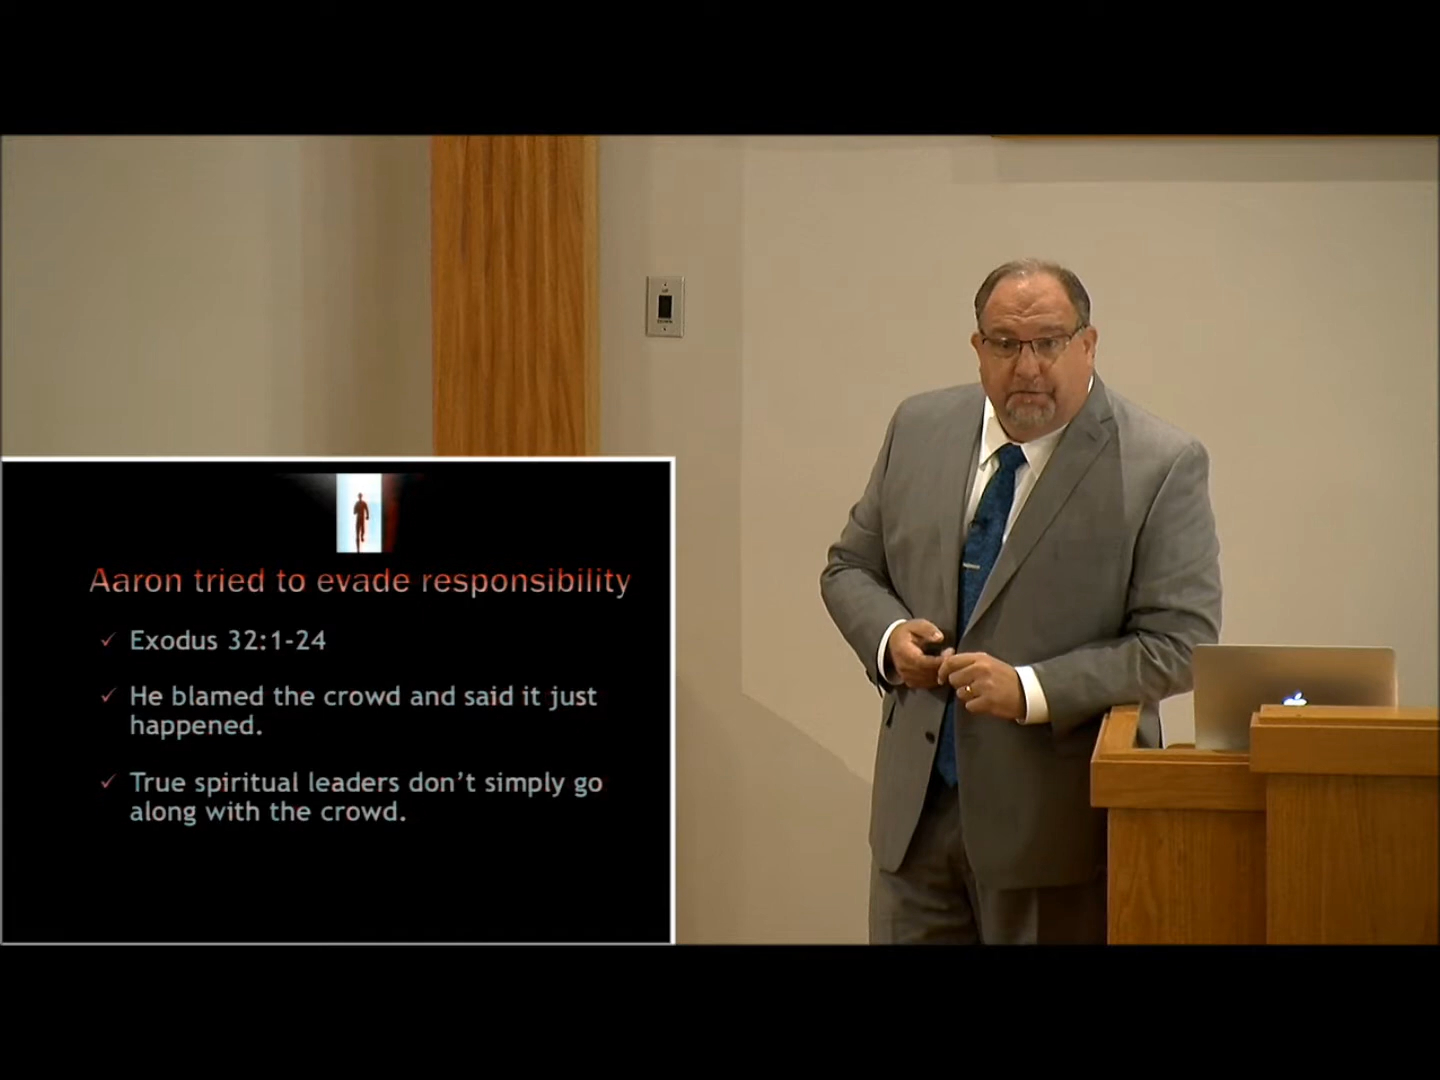 Aaron tried to evade responsibility
Exodus 32:1-24
He blamed the crowd and said it just
happened.
True spiritual leaders don't simply go
along with the crowd.